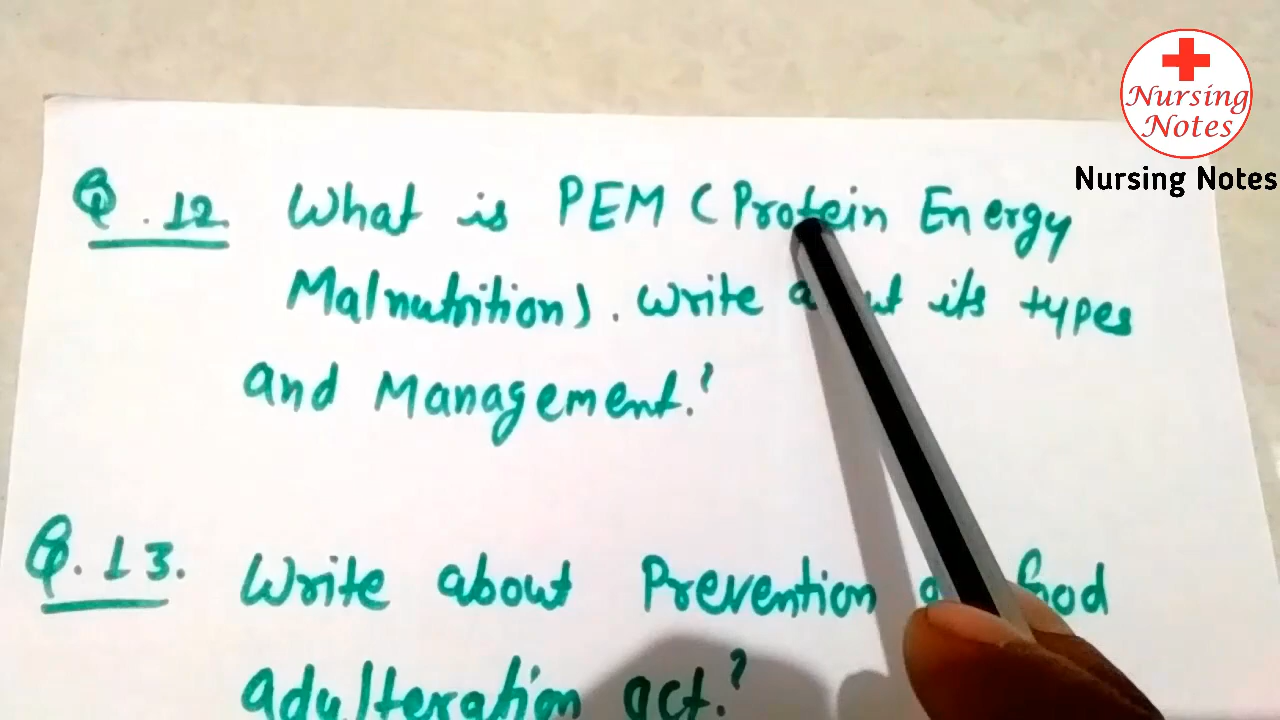 Nursing
Notes
Nursing Notes
Q. 12 What is PEM (Protein Energy
Malnutrition). Write its types
and Management.?
Q. 13. Write about Prevention
adulteration act.?